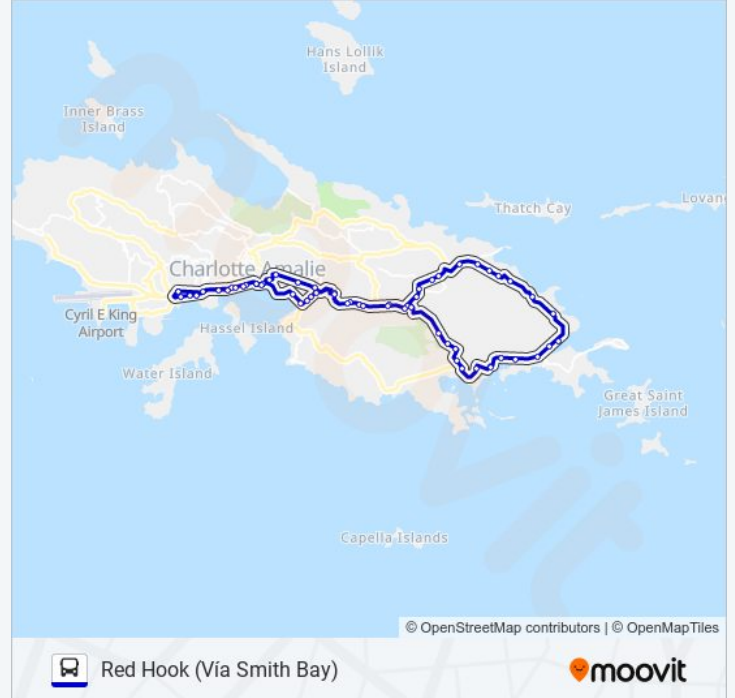 Hans Lollik
Island
Inner Brass
Island
Thatch Cay
Charlotte Amalie
Cyril E King
Airport
Hassel Island
Water Island
Great Saint
James Island
Capella Islands
moovit
© OpenStreetMap contributors | © OpenMapTiles
Red Hook (Vía Smith Bay)
moovit